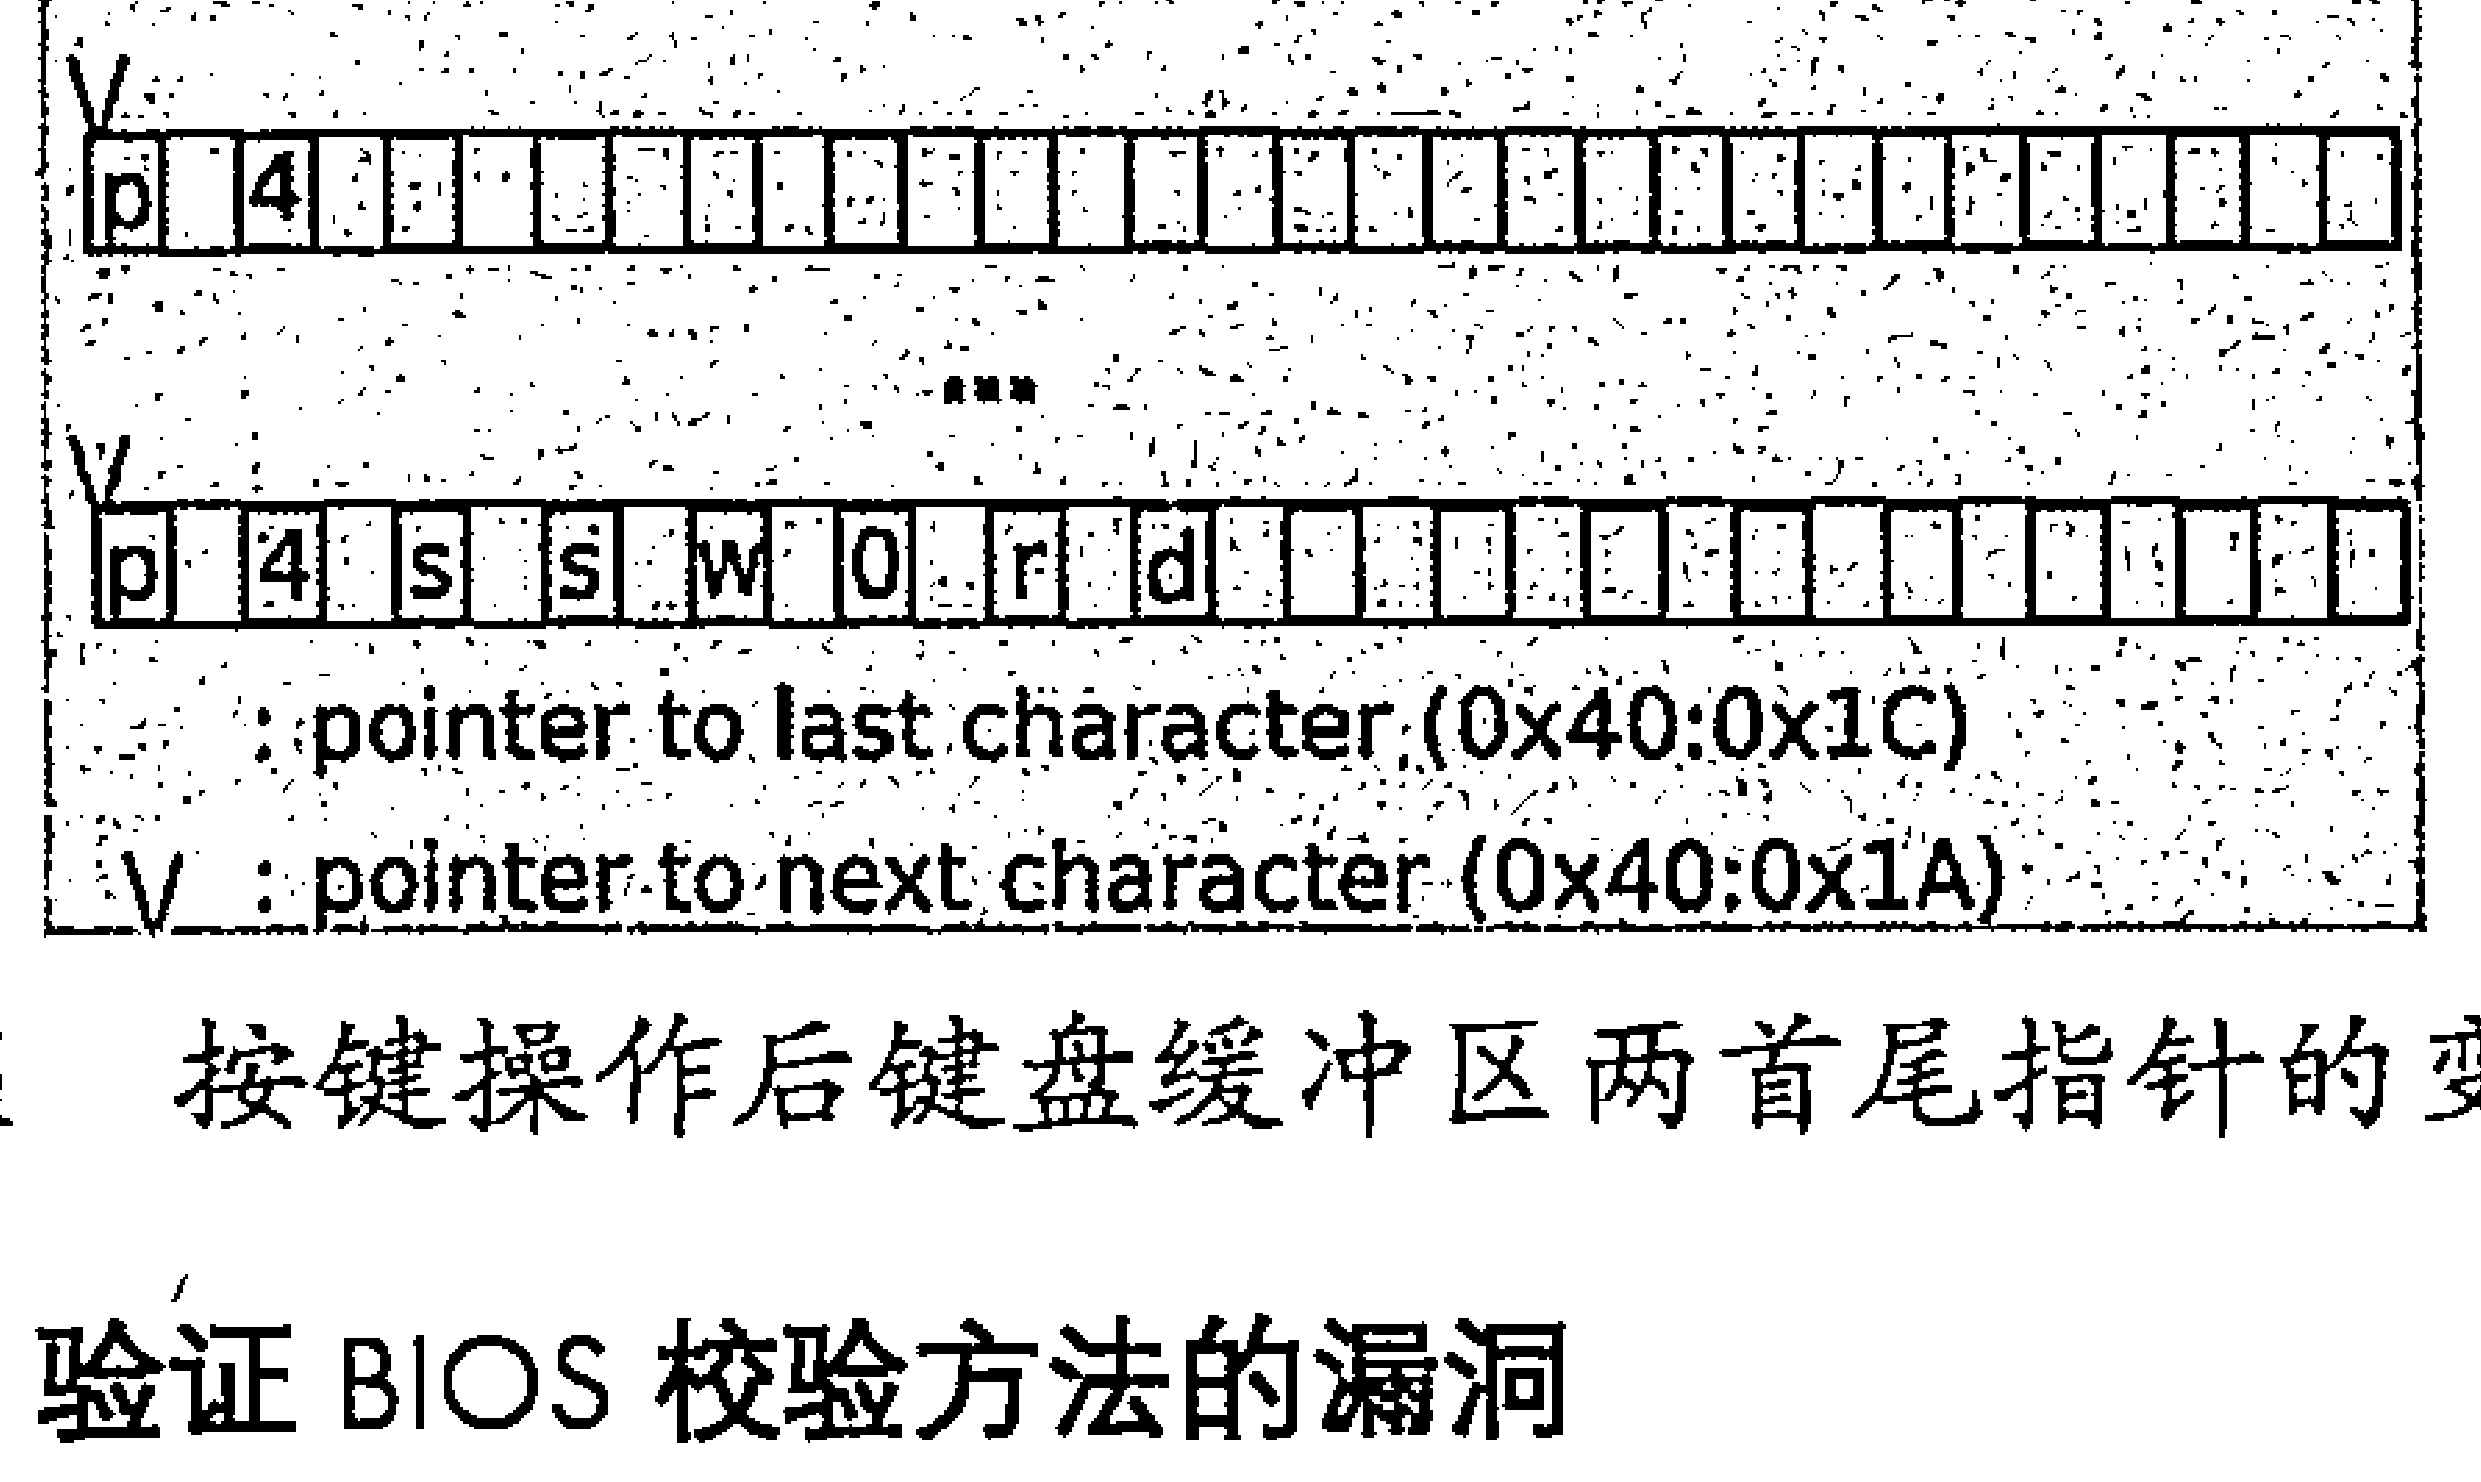 V
p 4
...
V
p 4 s s w 0 r d
: pointer to last character (0x40:0x1C)
V : pointer to next character (0x40:0x1A)
按键操作后键盘缓冲区两首尾指针的
验证 BIOS 校验方法的漏洞